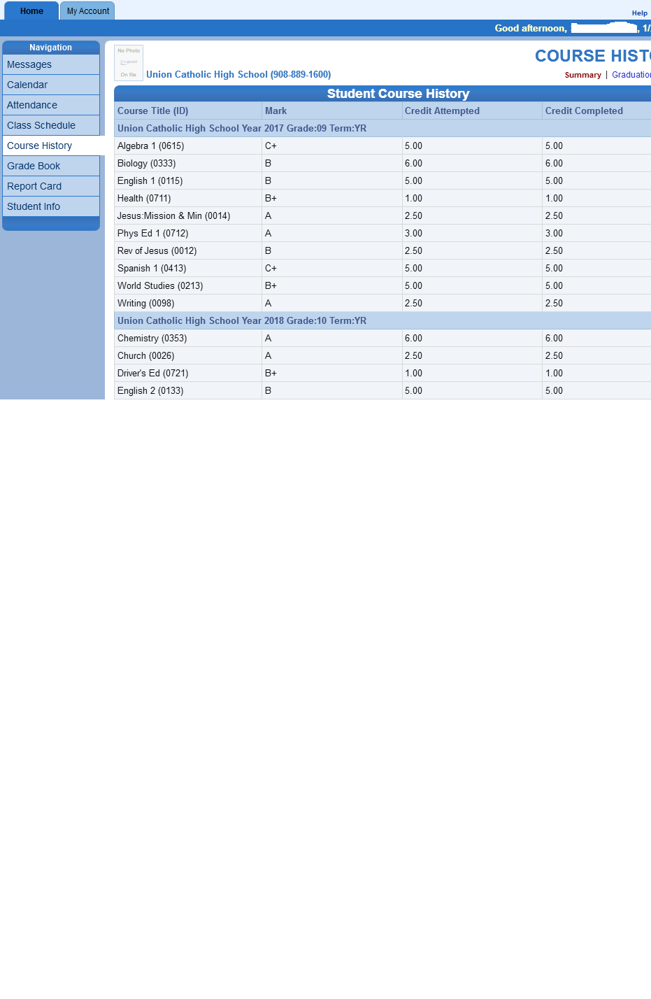 Home
My Account
Help
Good afternoon, , 1/
Navigation
Messages
Calendar
Attendance
Class Schedule
Course History
Grade Book
Report Card
Student Info
No Photo
On file
Union Catholic High School (908-889-1600)
COURSE HISTO
Summary | Graduation
Student Course History
Course Title (ID) Mark Credit Attempted Credit Completed
Union Catholic High School Year 2017 Grade:09 Term:YR
Algebra 1 (0615) C+ 5.00 5.00
Biology (0333) B 6.00 6.00
English 1 (0115) B 5.00 5.00
Health (0711) B+ 1.00 1.00
Jesus:Mission & Min (0014) A 2.50 2.50
Phys Ed 1 (0712) A 3.00 3.00
Rev of Jesus (0012) B 2.50 2.50
Spanish 1 (0413) C+ 5.00 5.00
World Studies (0213) B+ 5.00 5.00
Writing (0098) A 2.50 2.50
Union Catholic High School Year 2018 Grade:10 Term:YR
Chemistry (0353) A 6.00 6.00
Church (0026) A 2.50 2.50
Driver's Ed (0721) B+ 1.00 1.00
English 2 (0133) B 5.00 5.00